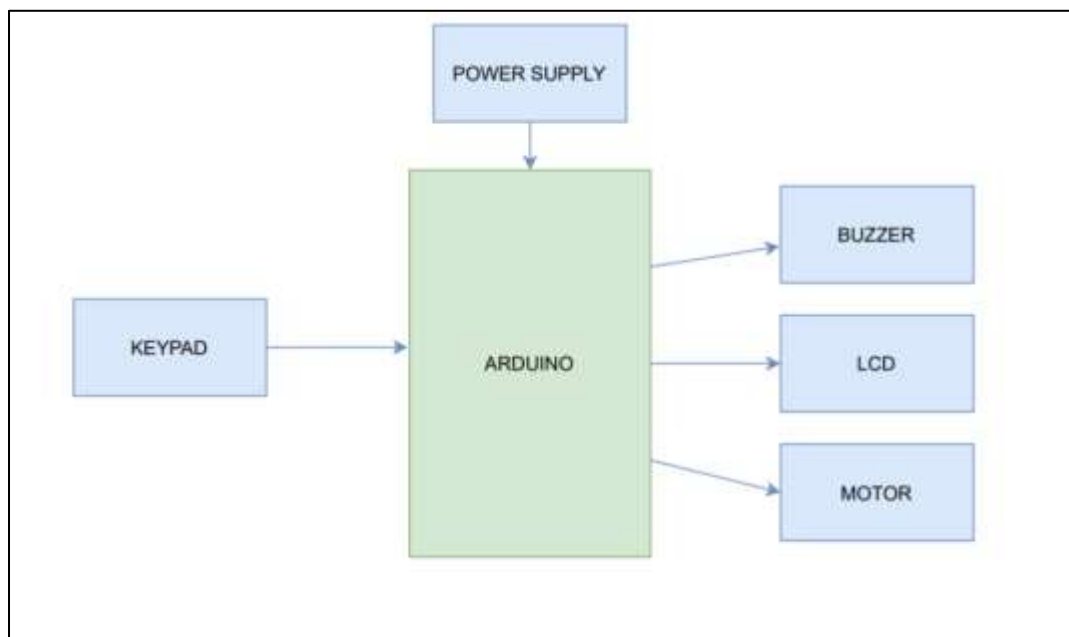 POWER SUPPLY
BUZZER
KEYPAD
ARDUINO
LCD
MOTOR